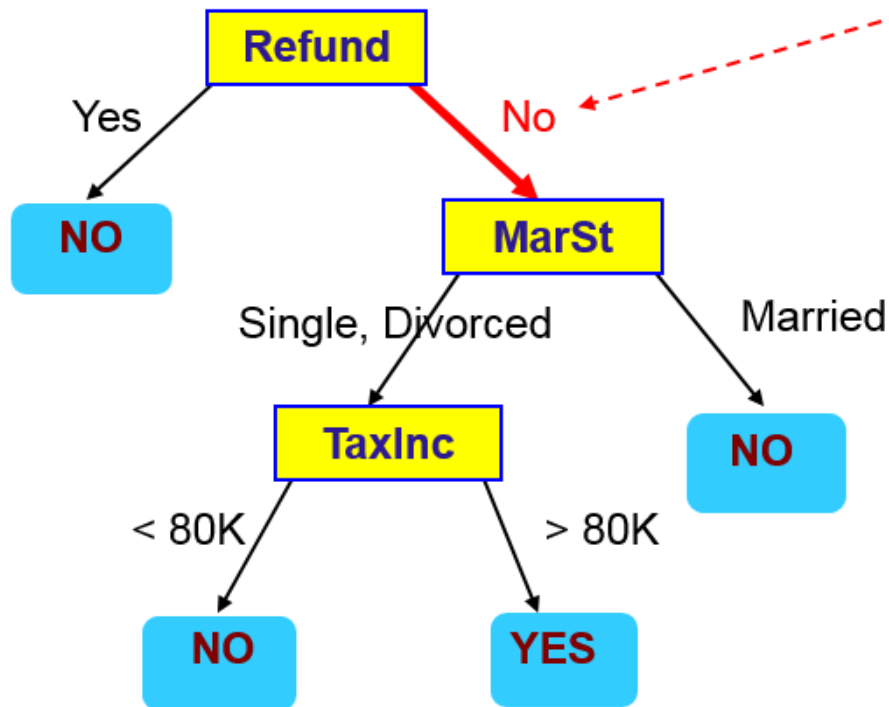 Refund
Yes
No
NO
MarSt
Single, Divorced
Married
TaxInc
NO
< 80K
> 80K
NO
YES